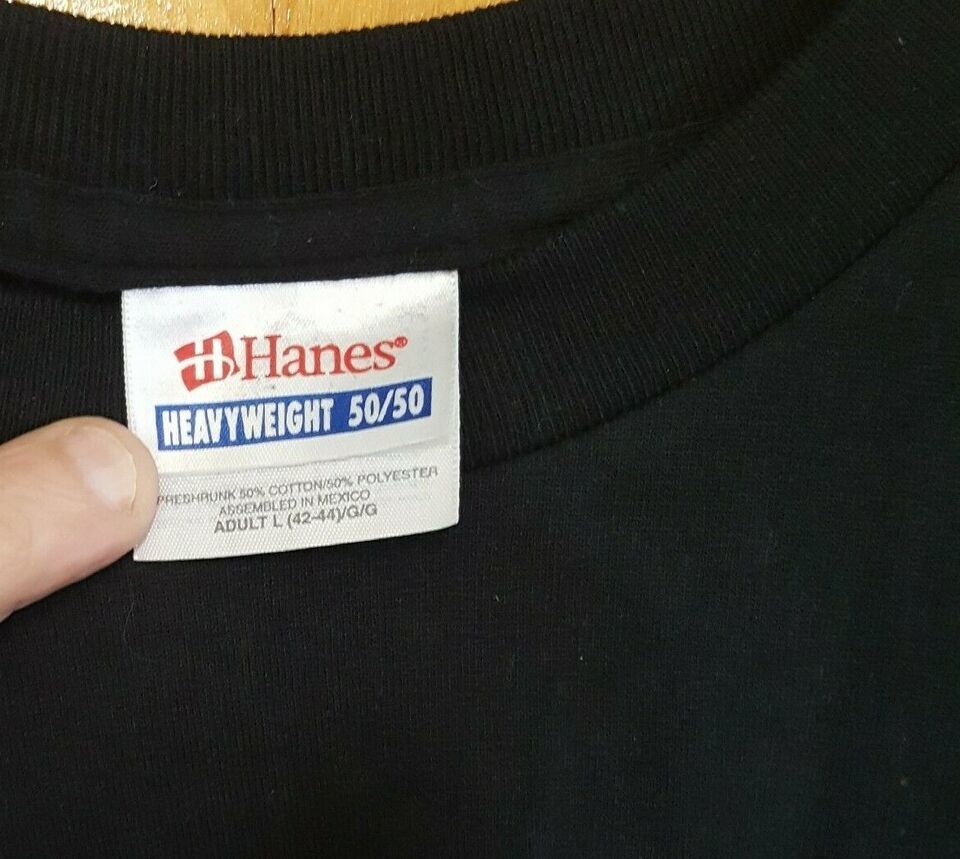 Hanes®
HEAVYWEIGHT 50/50
PRESHRUNK 50% COTTON/50% POLYESTER
ASSEMBLED IN MEXICO
ADULT L (42-44)/G/G